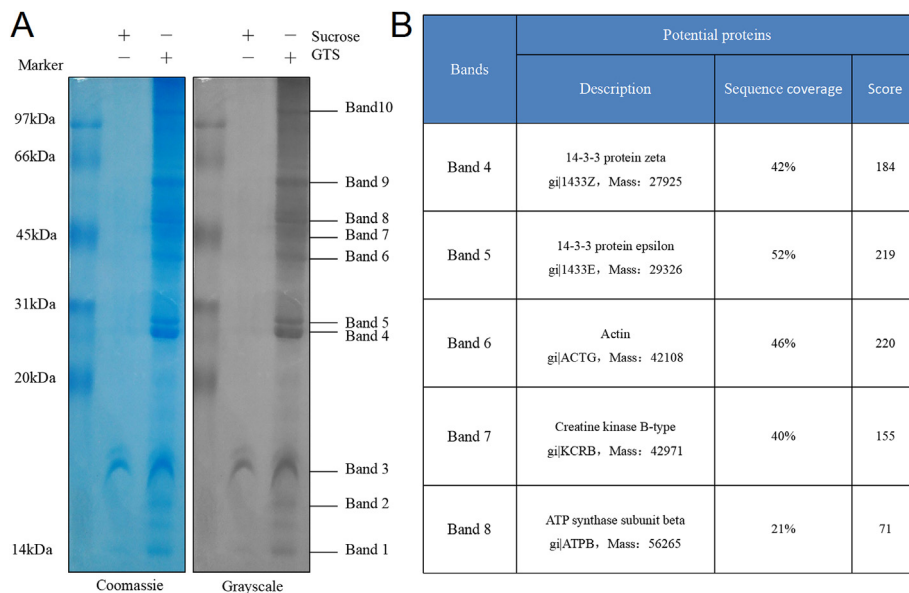 A
Sucrose + −
GTS − +
Marker
97kDa
66kDa
45kDa
31kDa
20kDa
14kDa
Band10
Band 9
Band 8
Band 7
Band 6
Band 5
Band 4
Band 3
Band 2
Band 1
Coomassie
Grayscale
+ −
− +
B
Bands
Potential proteins
Description
Sequence coverage
Score
Band 4
14-3-3 protein zeta
gi|1433Z，Mass：27925
42%
184
Band 5
14-3-3 protein epsilon
gi|1433E，Mass：29326
52%
219
Band 6
Actin
gi|ACTG，Mass：42108
46%
220
Band 7
Creatine kinase B-type
gi|KCRB，Mass：42971
40%
155
Band 8
ATP synthase subunit beta
gi|ATPB，Mass：56265
21%
71